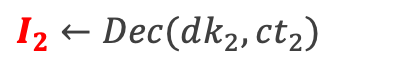 I₂ ← Dec(dk₂, ct₂)